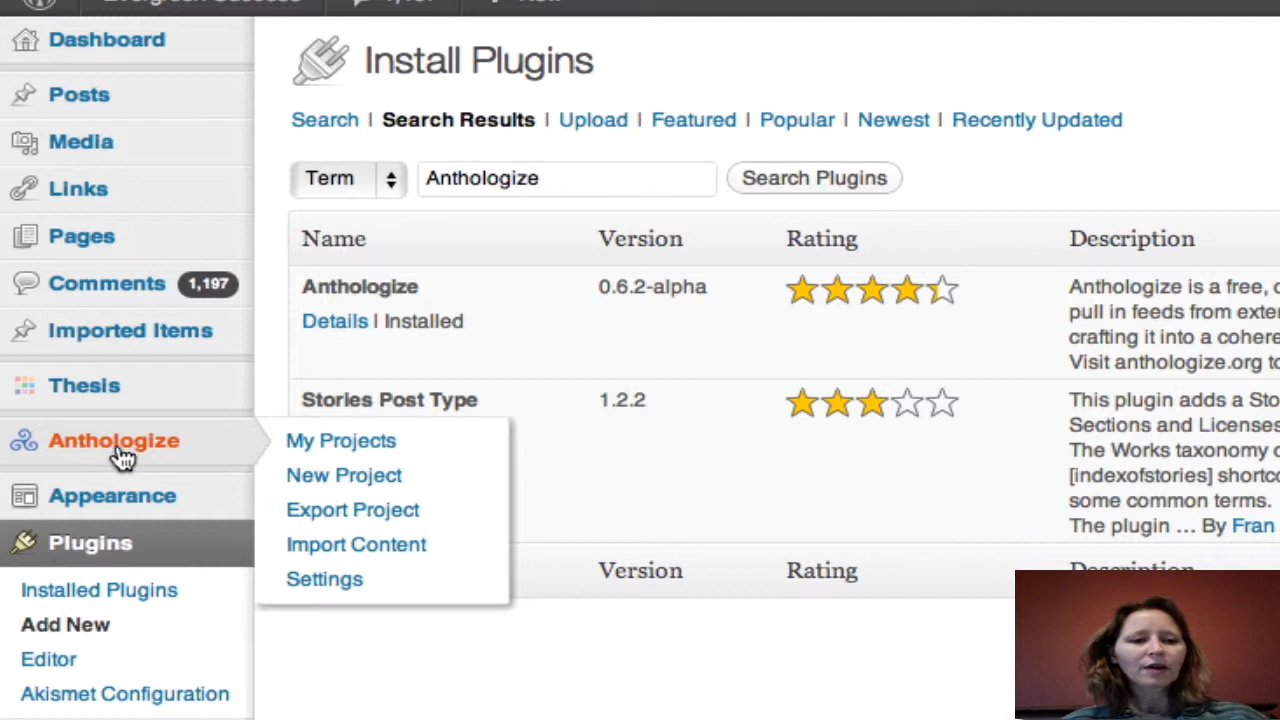 Dashboard
Posts
Media
Links
Pages
Comments 1,197
Imported Items
Thesis
Anthologize
Appearance
Plugins
Installed Plugins
Add New
Editor
Akismet Configuration
My Projects
New Project
Export Project
Import Content
Settings
Install Plugins
Search | Search Results | Upload | Featured | Popular | Newest | Recently Updated
Term Anthologize Search Plugins
Name Version Rating Description
Anthologize 0.6.2-alpha
Details | Installed
Anthologize is a free, o
pull in feeds from exter
crafting it into a cohere
Visit anthologize.org to
Stories Post Type 1.2.2
This plugin adds a Sto
Sections and Licenses
The Works taxonomy c
[indexofstories] shortco
some common terms.
The plugin … By Fran
Version Rating Description